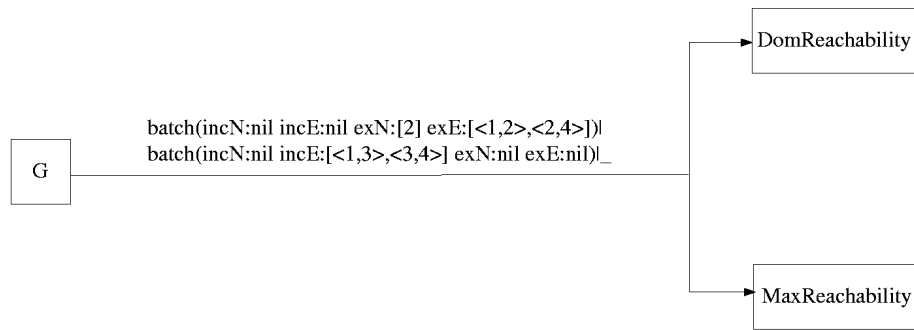 DomReachability
batch(incN:nil incE:nil exN:[2] exE:[<1,2>,<2,4>])|
batch(incN:nil incE:[<1,3>,<3,4>] exN:nil exE:nil)|_
G
MaxReachability